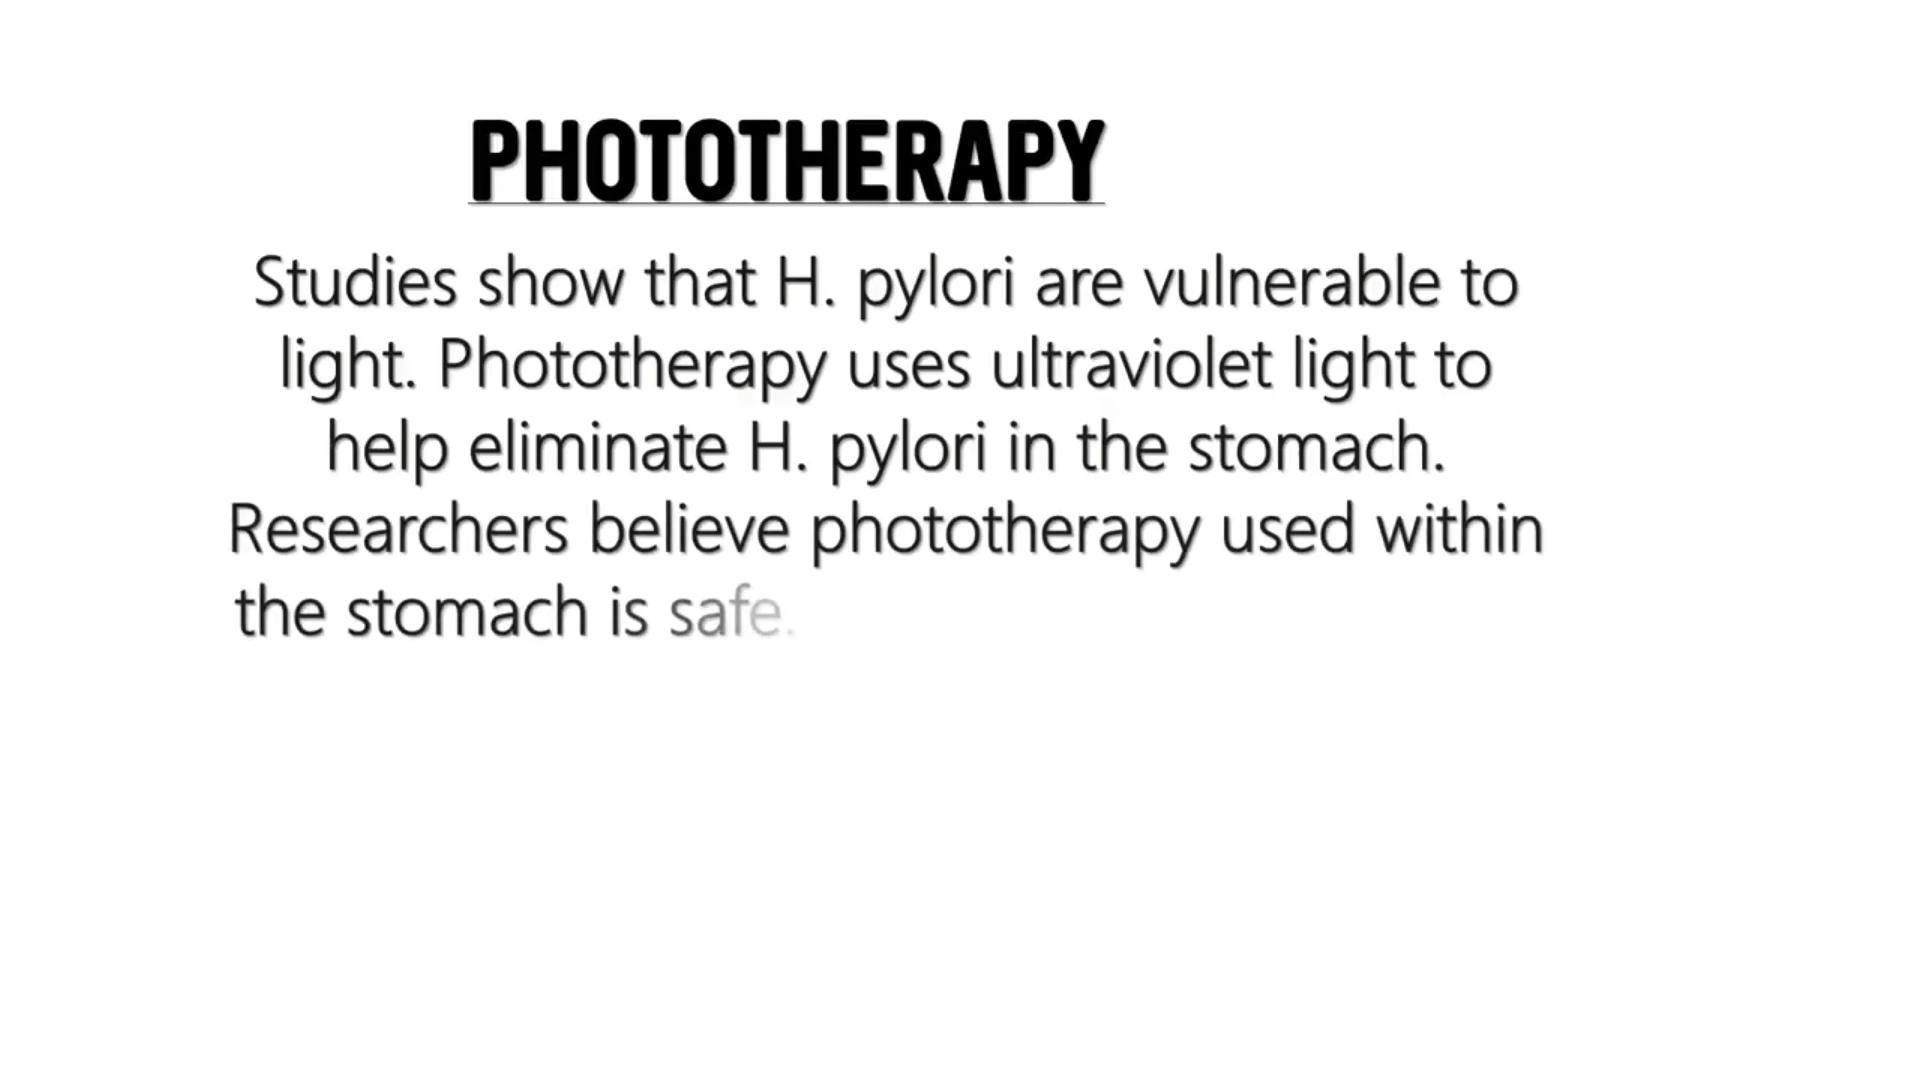 PHOTOTHERAPY
Studies show that H. pylori are vulnerable to
light. Phototherapy uses ultraviolet light to
help eliminate H. pylori in the stomach.
Researchers believe phototherapy used within
the stomach is safe.